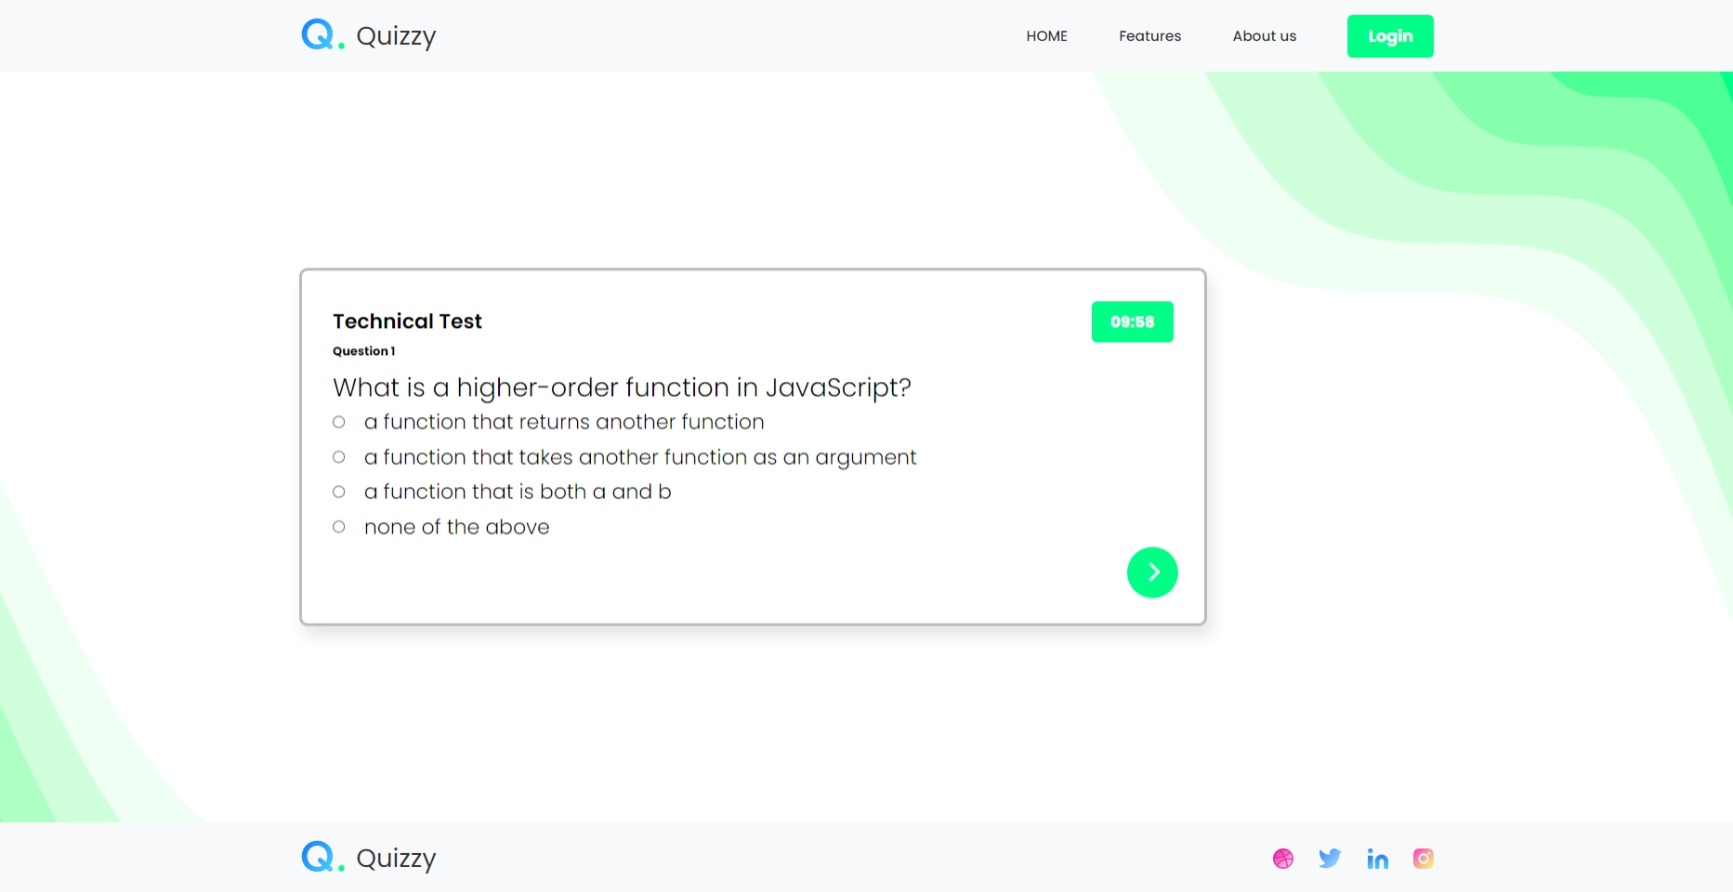 Q. Quizzy
HOME Features About us Login
Technical Test
09:58
Question 1
What is a higher-order function in JavaScript?
a function that returns another function
a function that takes another function as an argument
a function that is both a and b
none of the above
Q. Quizzy
in